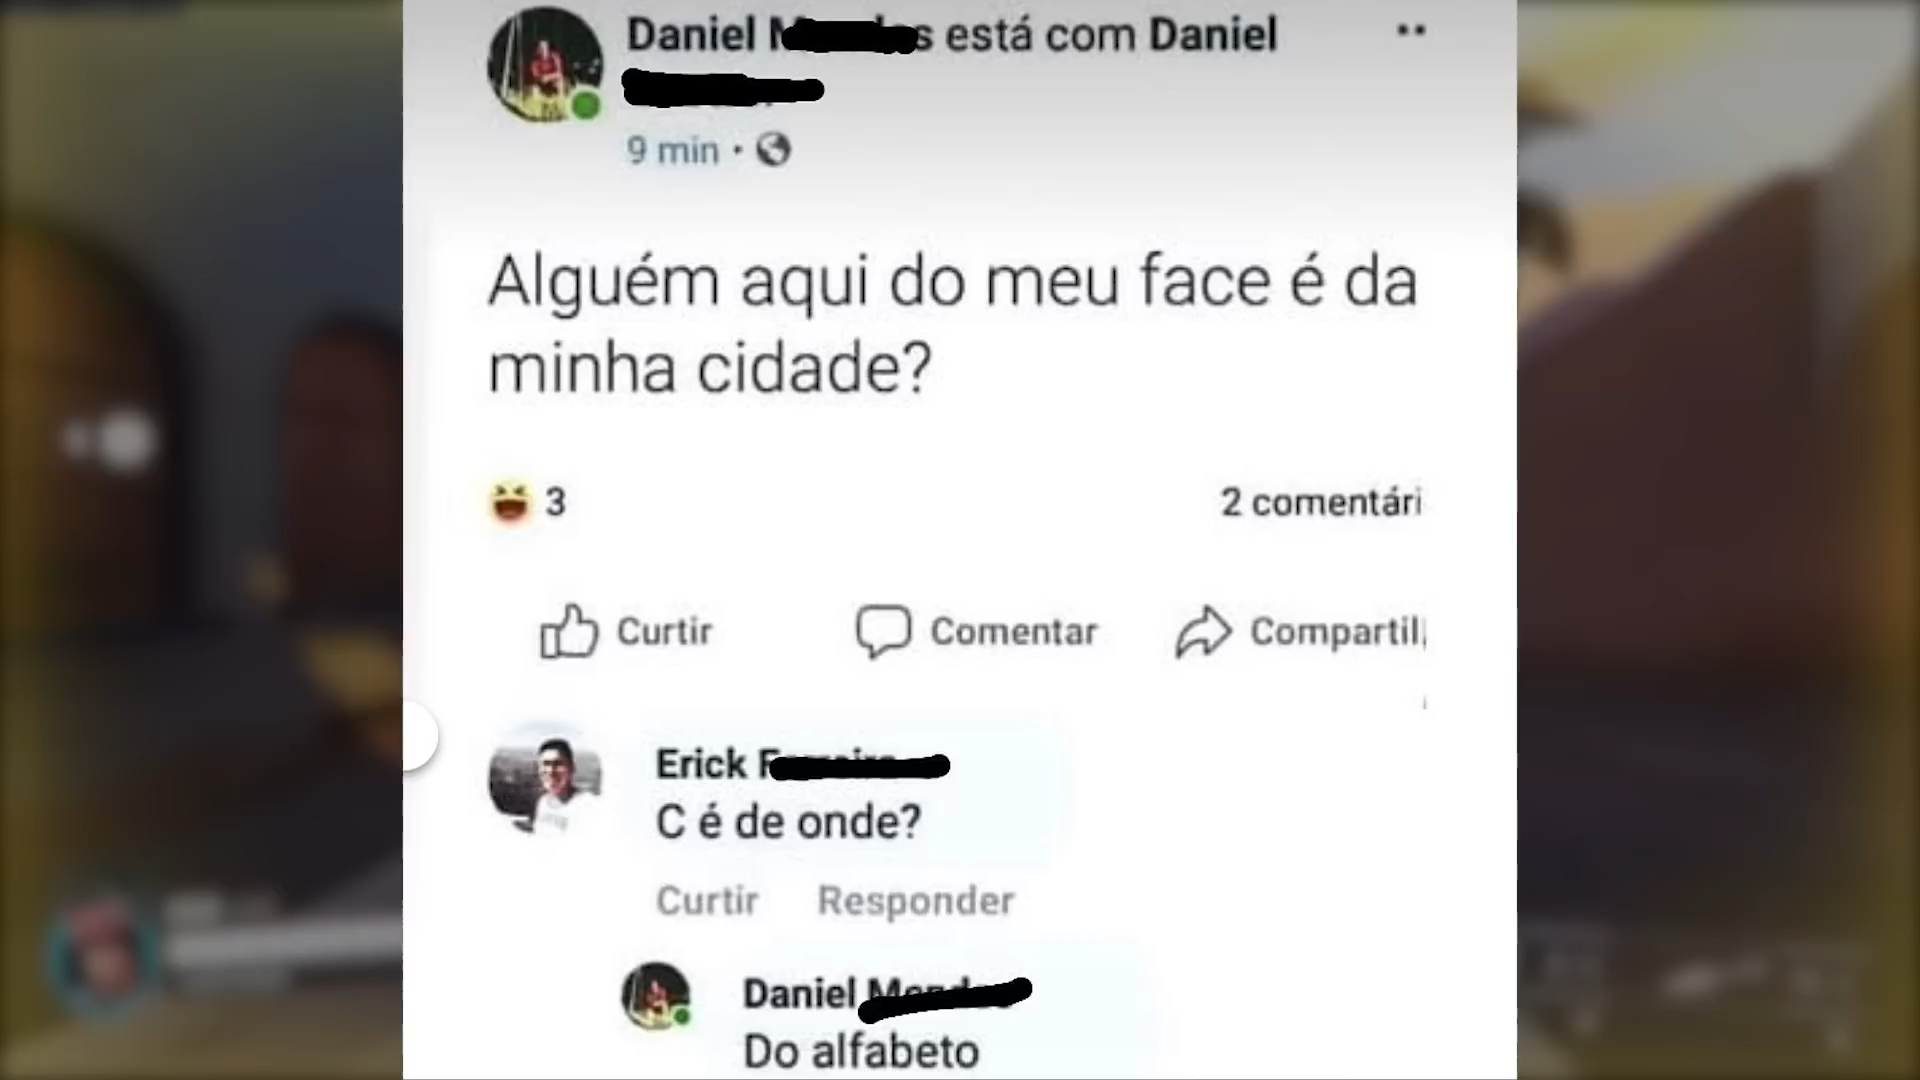 Daniel está com Daniel
9 min ·
Alguém aqui do meu face é da
minha cidade?
3
2 comentári
Curtir
Comentar
Compartil
Erick
C é de onde?
Curtir Responder
Daniel
Do alfabeto